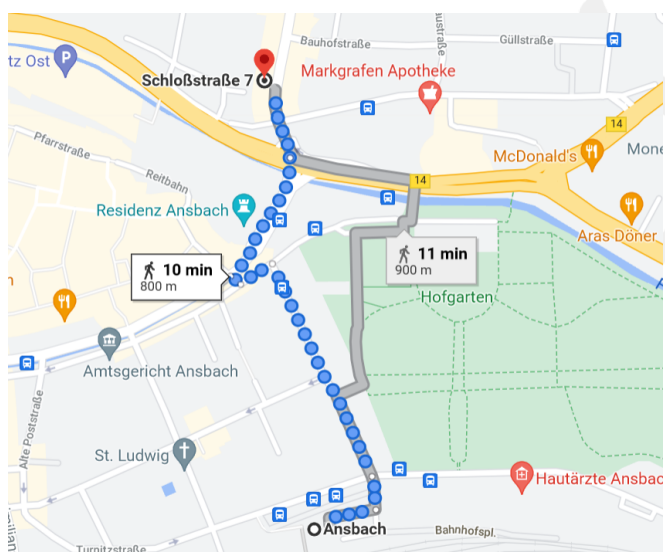 Bauhofstraße
Güllstraße
tz Ost
P
Schloßstraße 7
Markgrafen Apotheke
14
McDonald's
Mone
Pfarrstraße
Reitbahn
14
Residenz Ansbach
Aras Döner
10 min
800 m
11 min
900 m
Hofgarten
n
Amtsgericht Ansbach
Alte Poststraße
St. Ludwig
Hautärzte Ansbac
Ansbach
Bahnhofspl.
Turnitzstraße